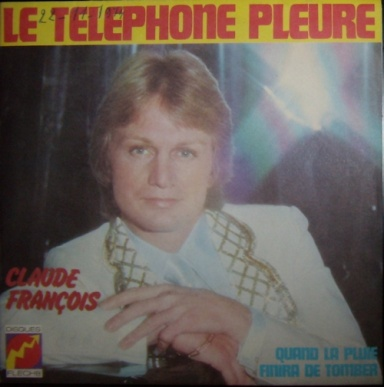 LE TELEPHONE PLEURE
CLAUDE
FRANÇOIS
QUAND LA PLUIE
FINIRA DE TOMBER
DISQUES
FLECHE